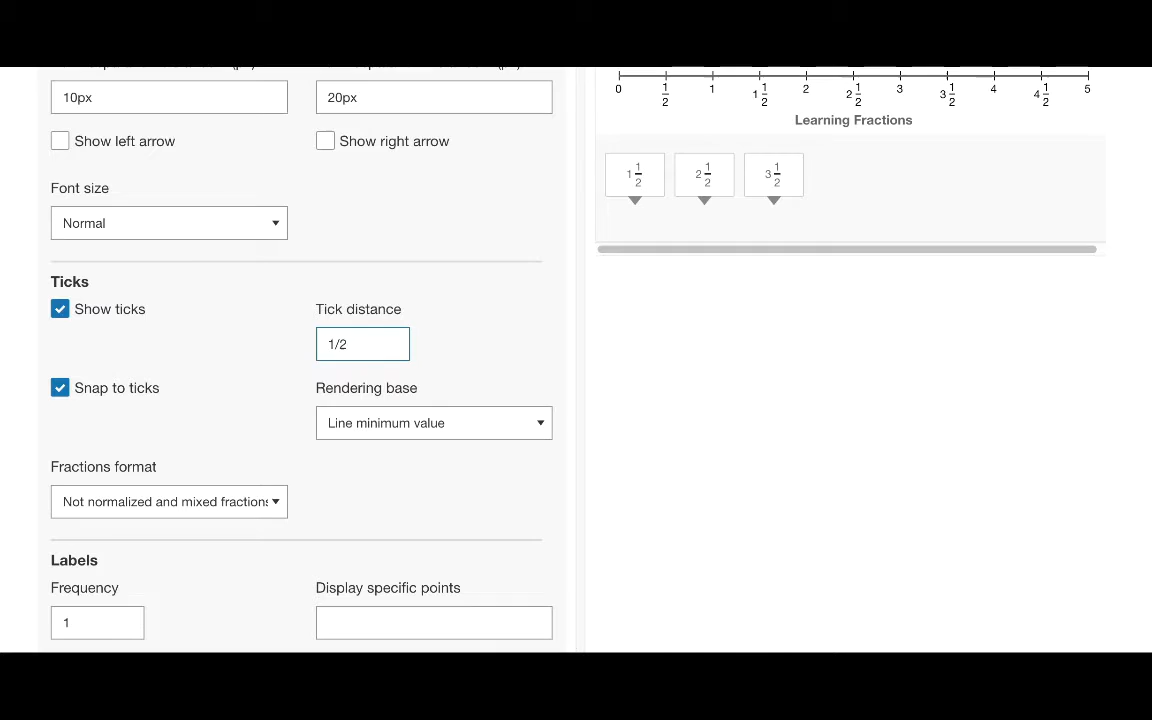 10px
20px
Show left arrow
Show right arrow
Font size
Normal
Ticks
Show ticks
Tick distance
1/2
Snap to ticks
Rendering base
Line minimum value
Fractions format
Not normalized and mixed fractions
Labels
Frequency
Display specific points
1
0 1/2 1 1 1/2 2 2 1/2 3 3 1/2 4 4 1/2 5
Learning Fractions
1 1/2 2 1/2 3 1/2